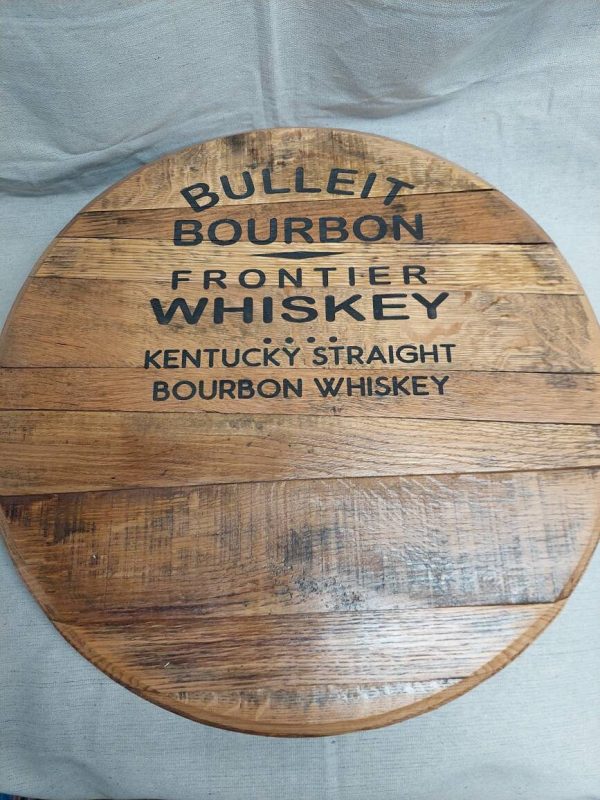 BULLEIT
BOURBON
FRONTIER
WHISKEY
KENTUCKY STRAIGHT
BOURBON WHISKEY